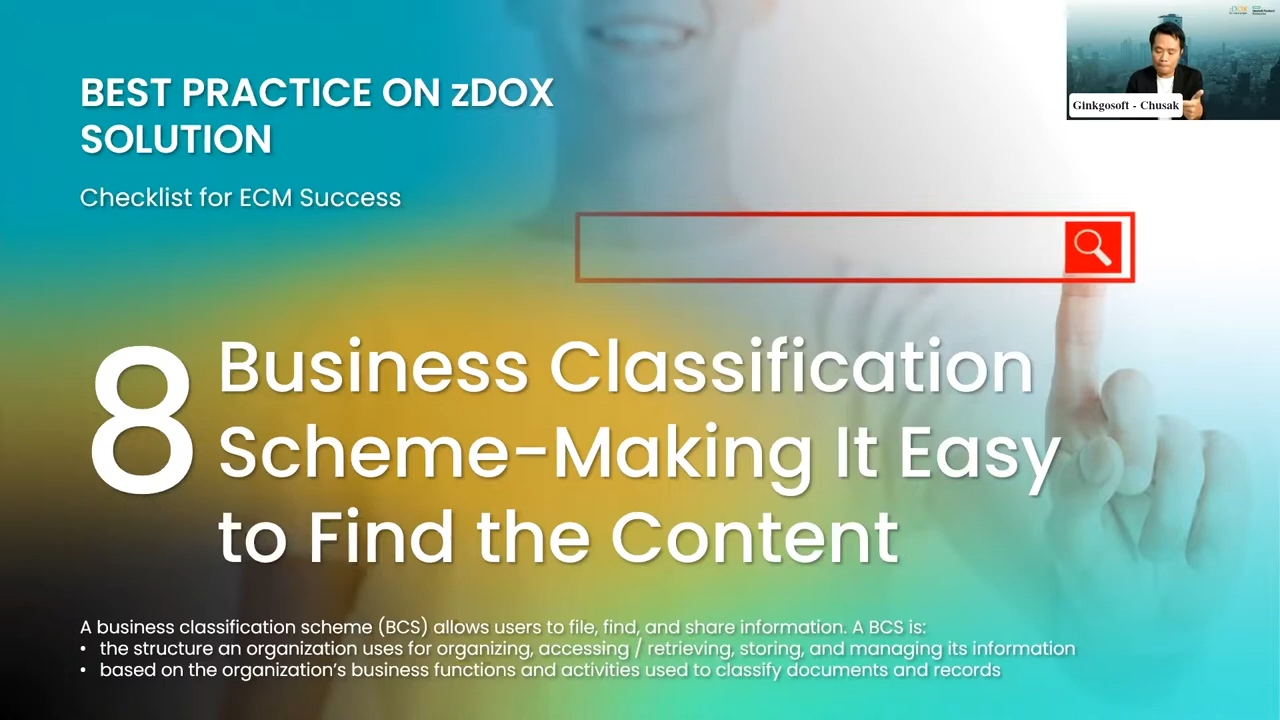 BEST PRACTICE ON zDOX
SOLUTION
Checklist for ECM Success
Ginkgosoft - Chusak
8
Business Classification
Scheme-Making It Easy
to Find the Content
A business classification scheme (BCS) allows users to file, find, and share information. A BCS is:
• the structure an organization uses for organizing, accessing / retrieving, storing, and managing its information
• based on the organization's business functions and activities used to classify documents and records